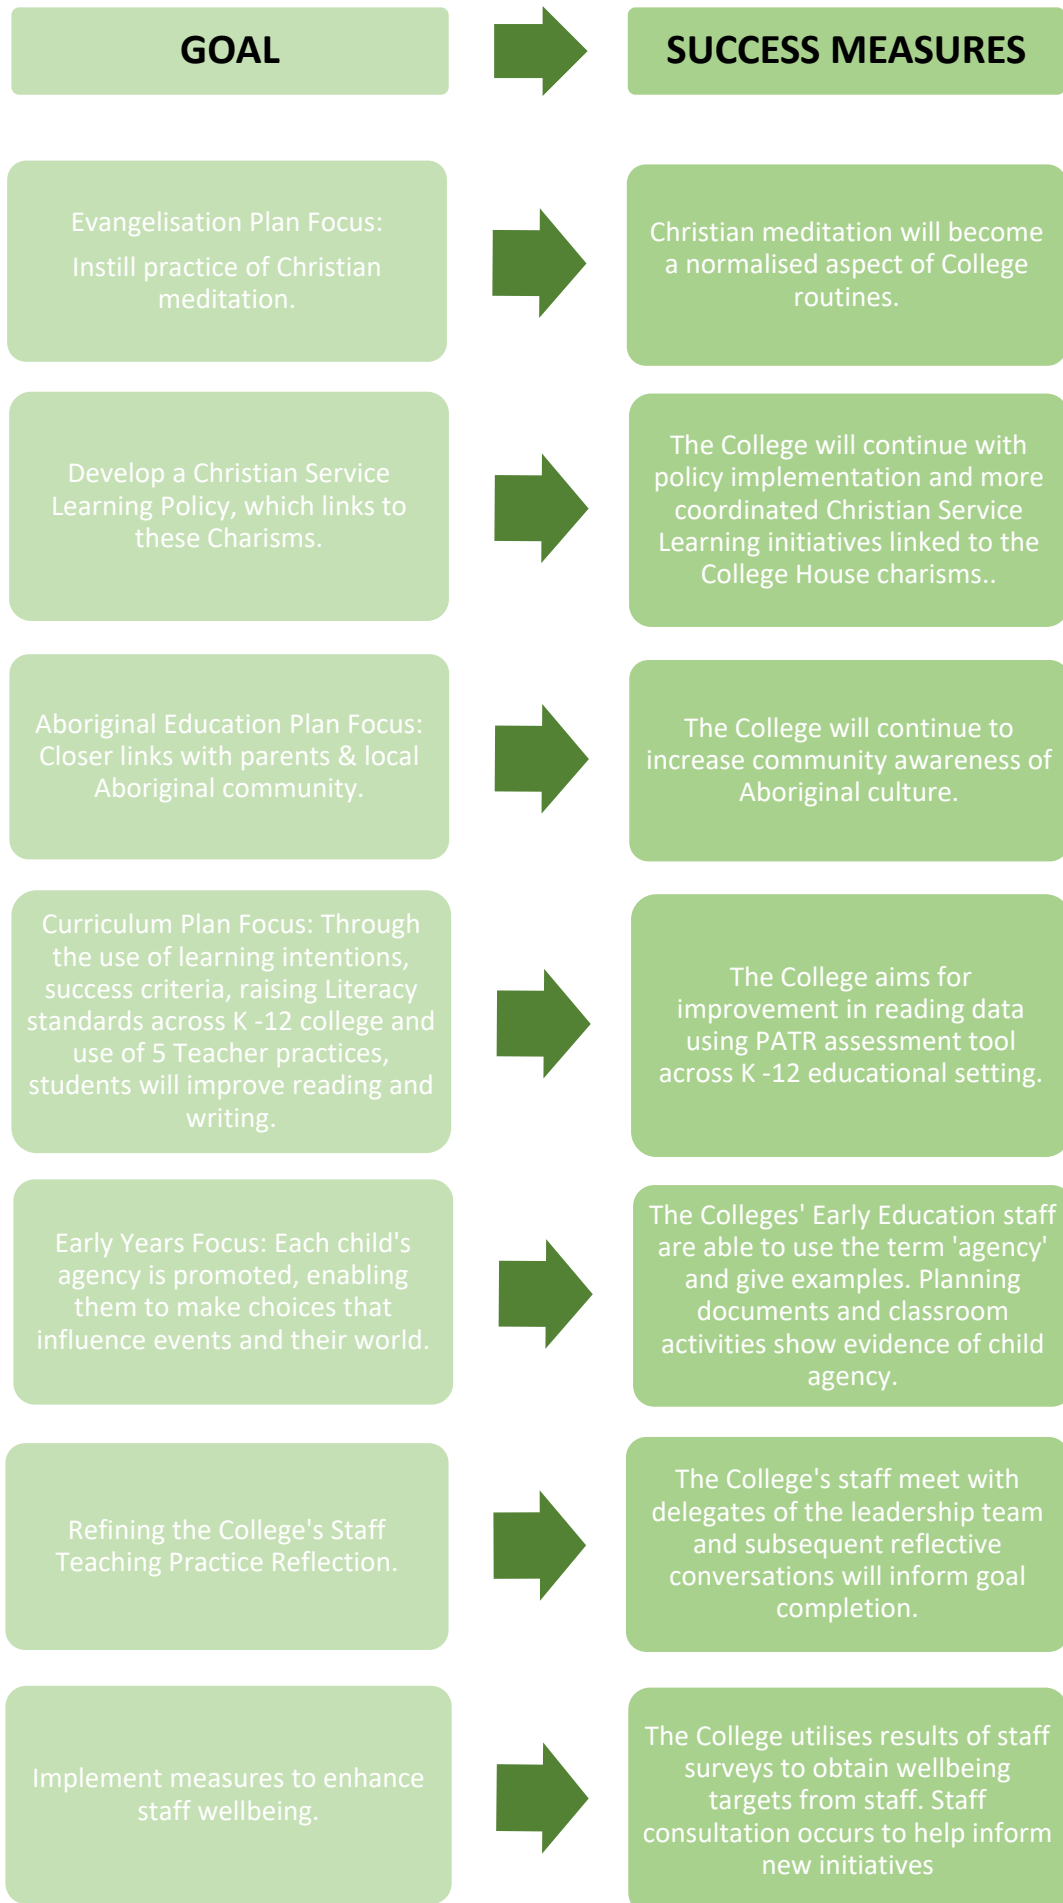 GOAL
SUCCESS MEASURES
Evangelisation Plan Focus:
Instill practice of Christian
meditation.
Christian meditation will become
a normalised aspect of College
routines.
Develop a Christian Service
Learning Policy, which links to
these Charisms.
The College will continue with
policy implementation and more
coordinated Christian Service
Learning initiatives linked to the
College House charisms..
Aboriginal Education Plan Focus:
Closer links with parents & local
Aboriginal community.
The College will continue to
increase community awareness of
Aboriginal culture.
Curriculum Plan Focus: Through
the use of learning intentions,
success criteria, raising Literacy
standards across K -12 college and
use of 5 Teacher practices,
students will improve reading and
writing.
The College aims for
improvement in reading data
using PATR assessment tool
across K -12 educational setting.
Early Years Focus: Each child's
agency is promoted, enabling
them to make choices that
influence events and their world.
The Colleges' Early Education staff
are able to use the term 'agency'
and give examples. Planning
documents and classroom
activities show evidence of child
agency.
Refining the College's Staff
Teaching Practice Reflection.
The College's staff meet with
delegates of the leadership team
and subsequent reflective
conversations will inform goal
completion.
Implement measures to enhance
staff wellbeing.
The College utilises results of staff
surveys to obtain wellbeing
targets from staff. Staff
consultation occurs to help inform
new initiatives